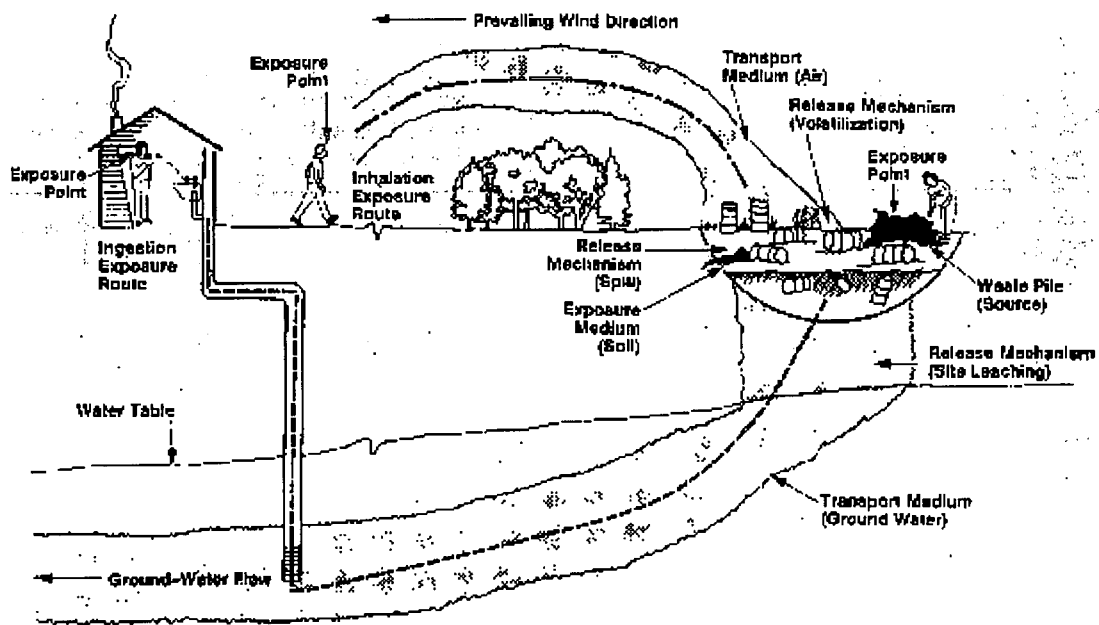 Prevailing Wind Direction
Exposure
Point
Transport
Medium (Air)
Release Mechanism
(Volatilization)
Exposure
Point
Exposure
Point
Inhalation
Exposure
Route
Ingestion
Exposure
Route
Release
Mechanism
(Spill)
Exposure
Medium
(Soil)
Waste Pile
(Source)
Release Mechanism
(Site Leaching)
Water Table
Transport Medium
(Ground Water)
Ground-Water Flow